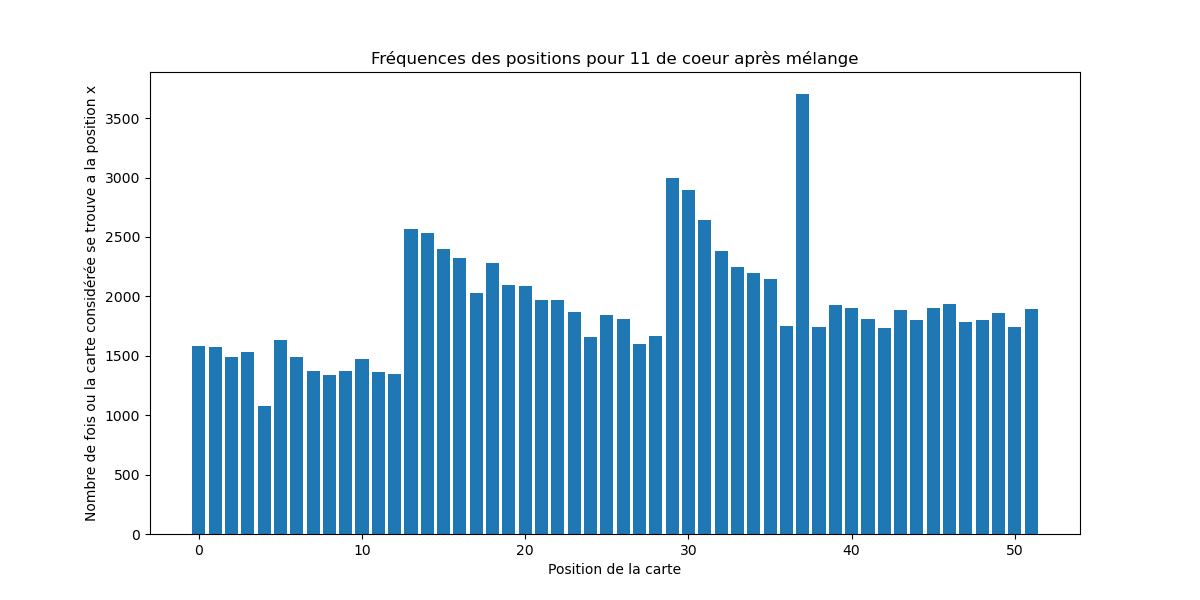 Fréquences des positions pour 11 de coeur après mélange
Nombre de fois ou la carte considérée se trouve a la position x
3500
3000
2500
2000
1500
1000
500
0
0 10 20 30 40 50
Position de la carte